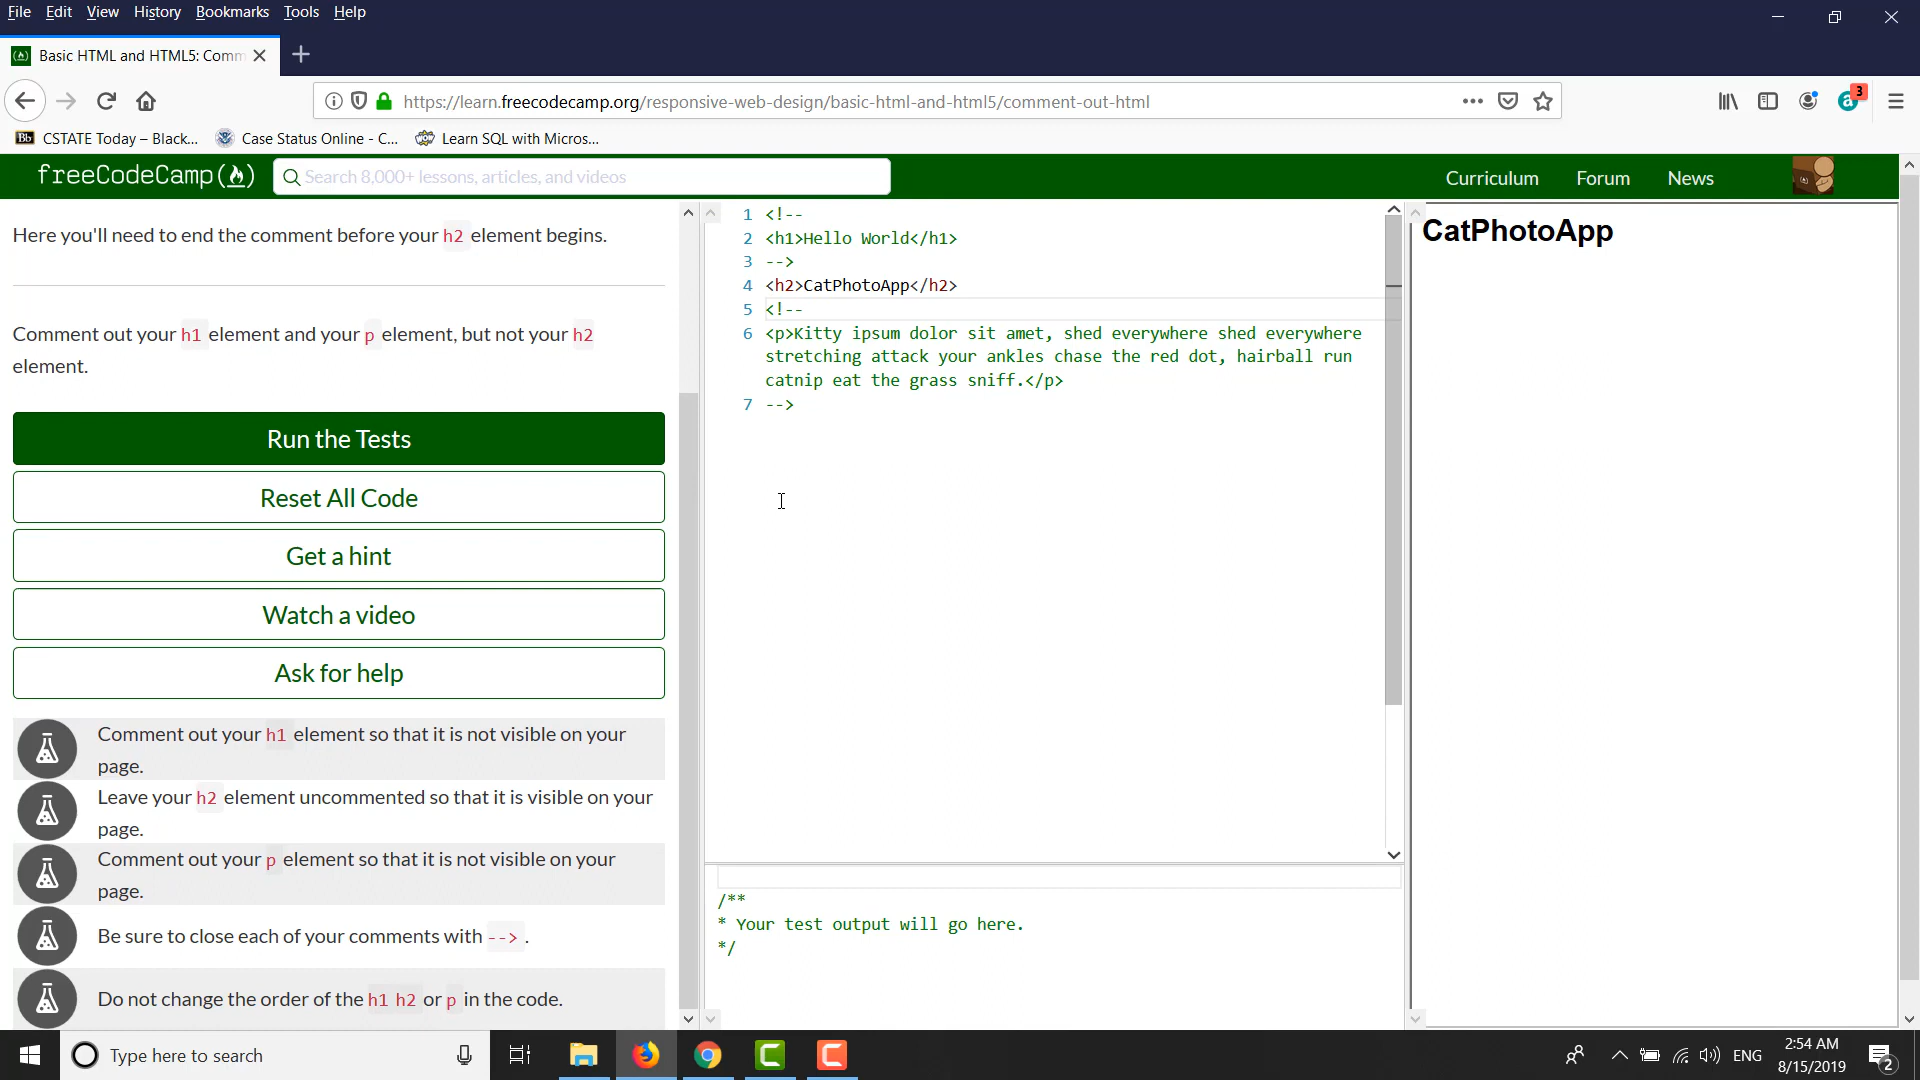 File Edit View History Bookmarks Tools Help
Basic HTML and HTML5: Comm
https://learn.freecodecamp.org/responsive-web-design/basic-html-and-html5/comment-out-html
3
Bb CSTATE Today – Black... Case Status Online - C... Learn SQL with Micros...
freeCodeCamp Search 8,000+ lessons, articles, and videos Curriculum Forum News
Here you'll need to end the comment before your h2 element begins.
Comment out your h1 element and your p element, but not your h2
element.
Run the Tests
Reset All Code
Get a hint
Watch a video
Ask for help
Comment out your h1 element so that it is not visible on your
page.
Leave your h2 element uncommented so that it is visible on your
page.
Comment out your p element so that it is not visible on your
page.
Be sure to close each of your comments with --> .
Do not change the order of the h1 h2 or p in the code.
1 <!--
2 <h1>Hello World</h1>
3 -->
4 <h2>CatPhotoApp</h2>
5 <!--
6 <p>Kitty ipsum dolor sit amet, shed everywhere shed everywhere
stretching attack your ankles chase the red dot, hairball run
catnip eat the grass sniff.</p>
7 -->
/**
* Your test output will go here.
*/
CatPhotoApp
Type here to search
ENG
2:54 AM
8/15/2019
2